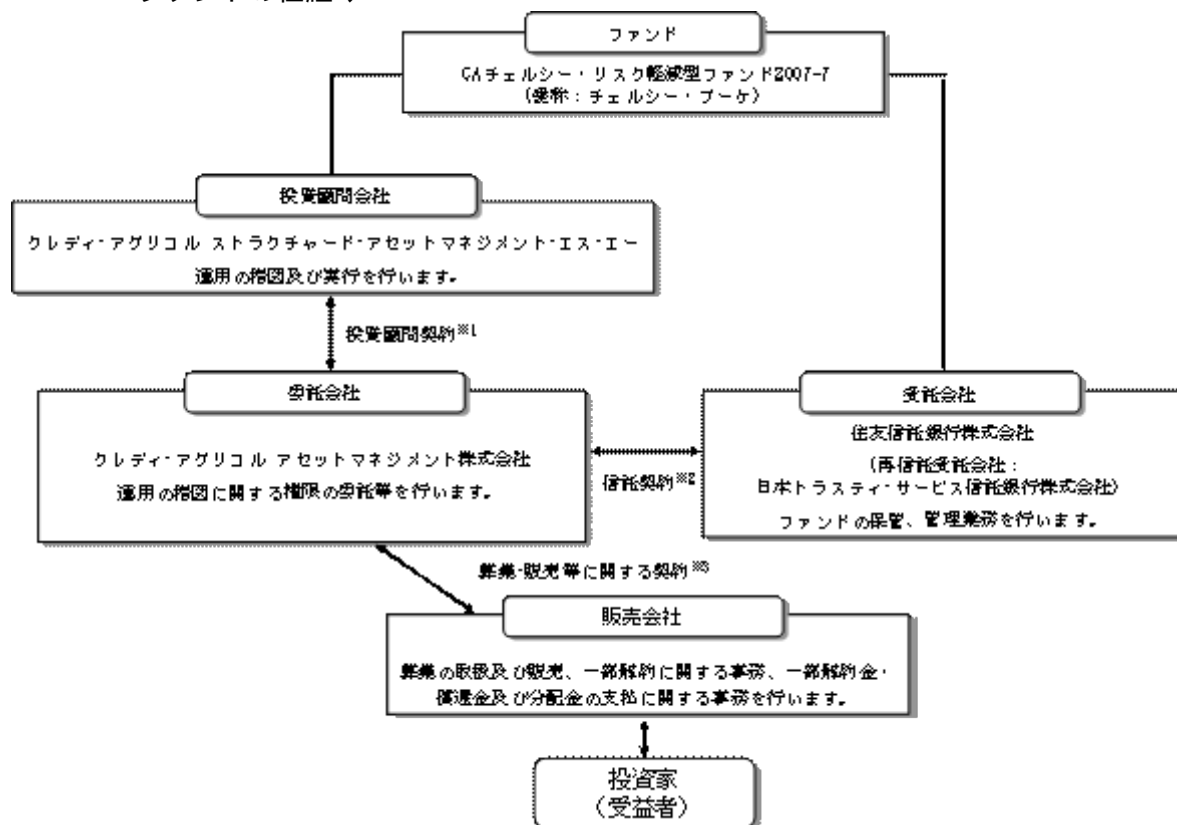 ファンド
CAチェルシー・リスク軽減型ファンド2007-7
(愛称：チェルシー・ブーケ)
投資顧問会社
クレディ・アグリコル ストラクチャード・アセットマネジメント・エス・エー
運用の指図及び実行を行います。
投資顧問契約※1
委託会社
受託会社
クレディ・アグリコル アセットマネジメント株式会社
運用の指図に関する権限の委託等を行います。
信託契約※2
住友信託銀行株式会社
(再信託受託会社：
日本トラスティ・サービス信託銀行株式会社)
ファンドの保管、管理業務を行います。
募集・販売等に関する契約※3
販売会社
募集の取扱及び販売、一部解約に関する事務、一部解約金・
償還金及び分配金の支払に関する事務を行います。
投資家
(受益者)